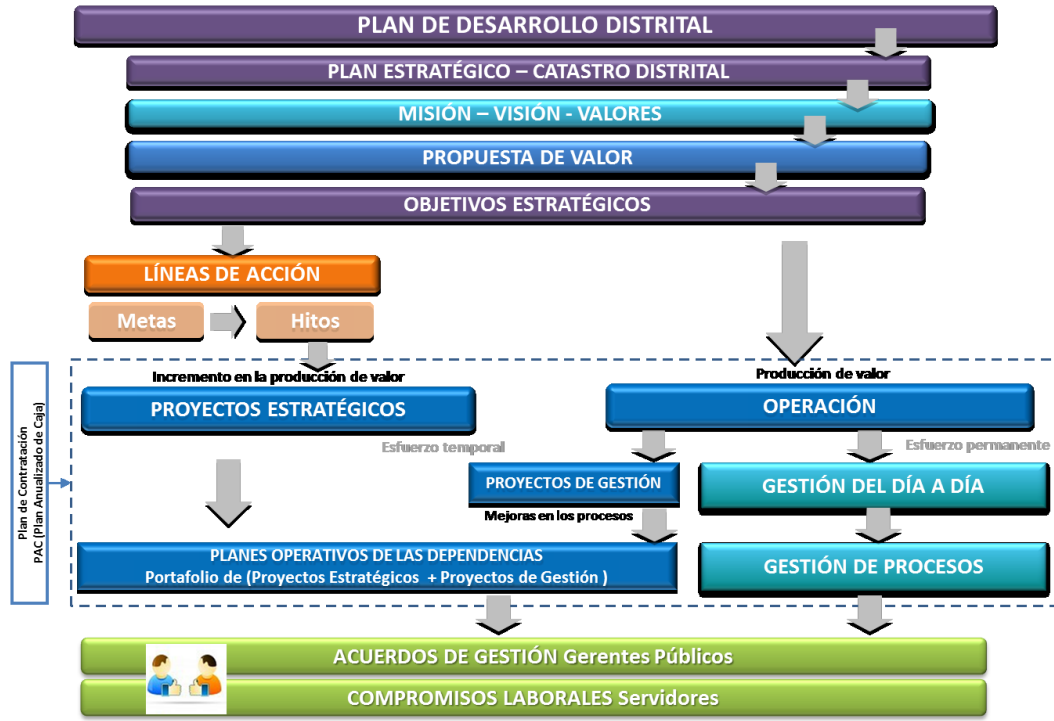 PLAN DE DESARROLLO DISTRITAL
PLAN ESTRATÉGICO – CATASTRO DISTRITAL
MISIÓN – VISIÓN - VALORES
PROPUESTA DE VALOR
OBJETIVOS ESTRATÉGICOS
LÍNEAS DE ACCIÓN
Metas
Hitos
Incremento en la producción de valor
PROYECTOS ESTRATÉGICOS
Esfuerzo temporal
Producción de valor
OPERACIÓN
Esfuerzo permanente
PROYECTOS DE GESTIÓN
Mejoras en los procesos
GESTIÓN DEL DÍA A DÍA
Plan de Contratación
PAC (Plan Anualizado de Caja)
PLANES OPERATIVOS DE LAS DEPENDENCIAS
Portafolio de (Proyectos Estratégicos + Proyectos de Gestión )
GESTIÓN DE PROCESOS
ACUERDOS DE GESTIÓN Gerentes Públicos
COMPROMISOS LABORALES Servidores